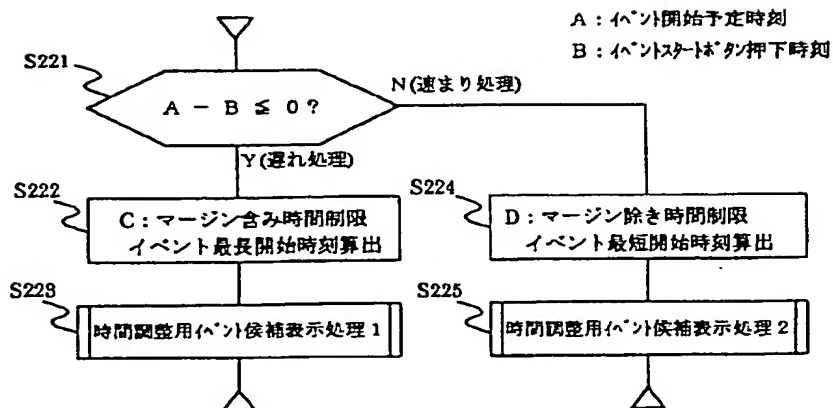 A：イベント開始予定時刻
B：イベントスタートボタン押下時刻
S221
A － B ≦ 0？
N(速まり処理)
Y(遅れ処理)
S222
C：マージン含み時間制限
イベント最長開始時刻算出
S224
D：マージン除き時間制限
イベント最短開始時刻算出
S223
時間調整用イベント候補表示処理1
S225
時間調整用イベント候補表示処理2